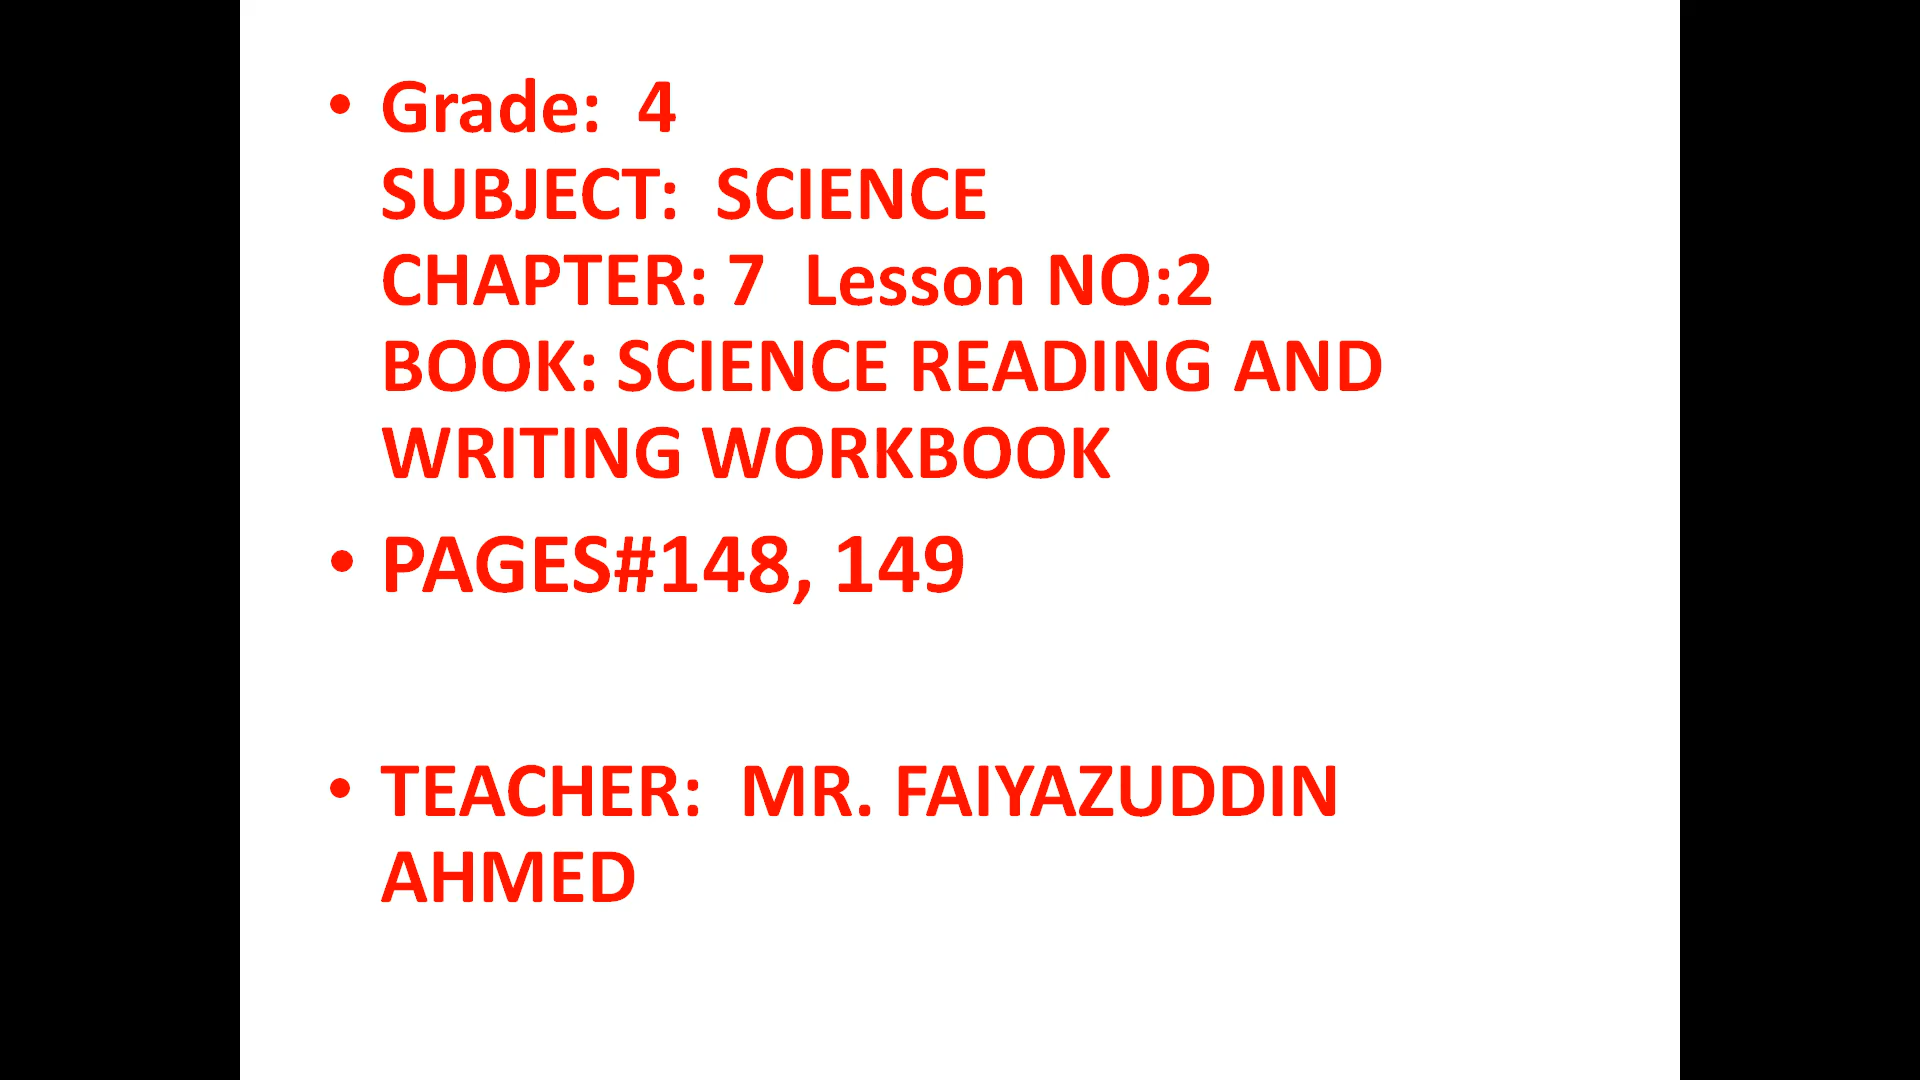 • Grade:  4
SUBJECT:  SCIENCE
CHAPTER: 7  Lesson NO:2
BOOK: SCIENCE READING AND
WRITING WORKBOOK
• PAGES#148, 149
• TEACHER:  MR. FAIYAZUDDIN
AHMED